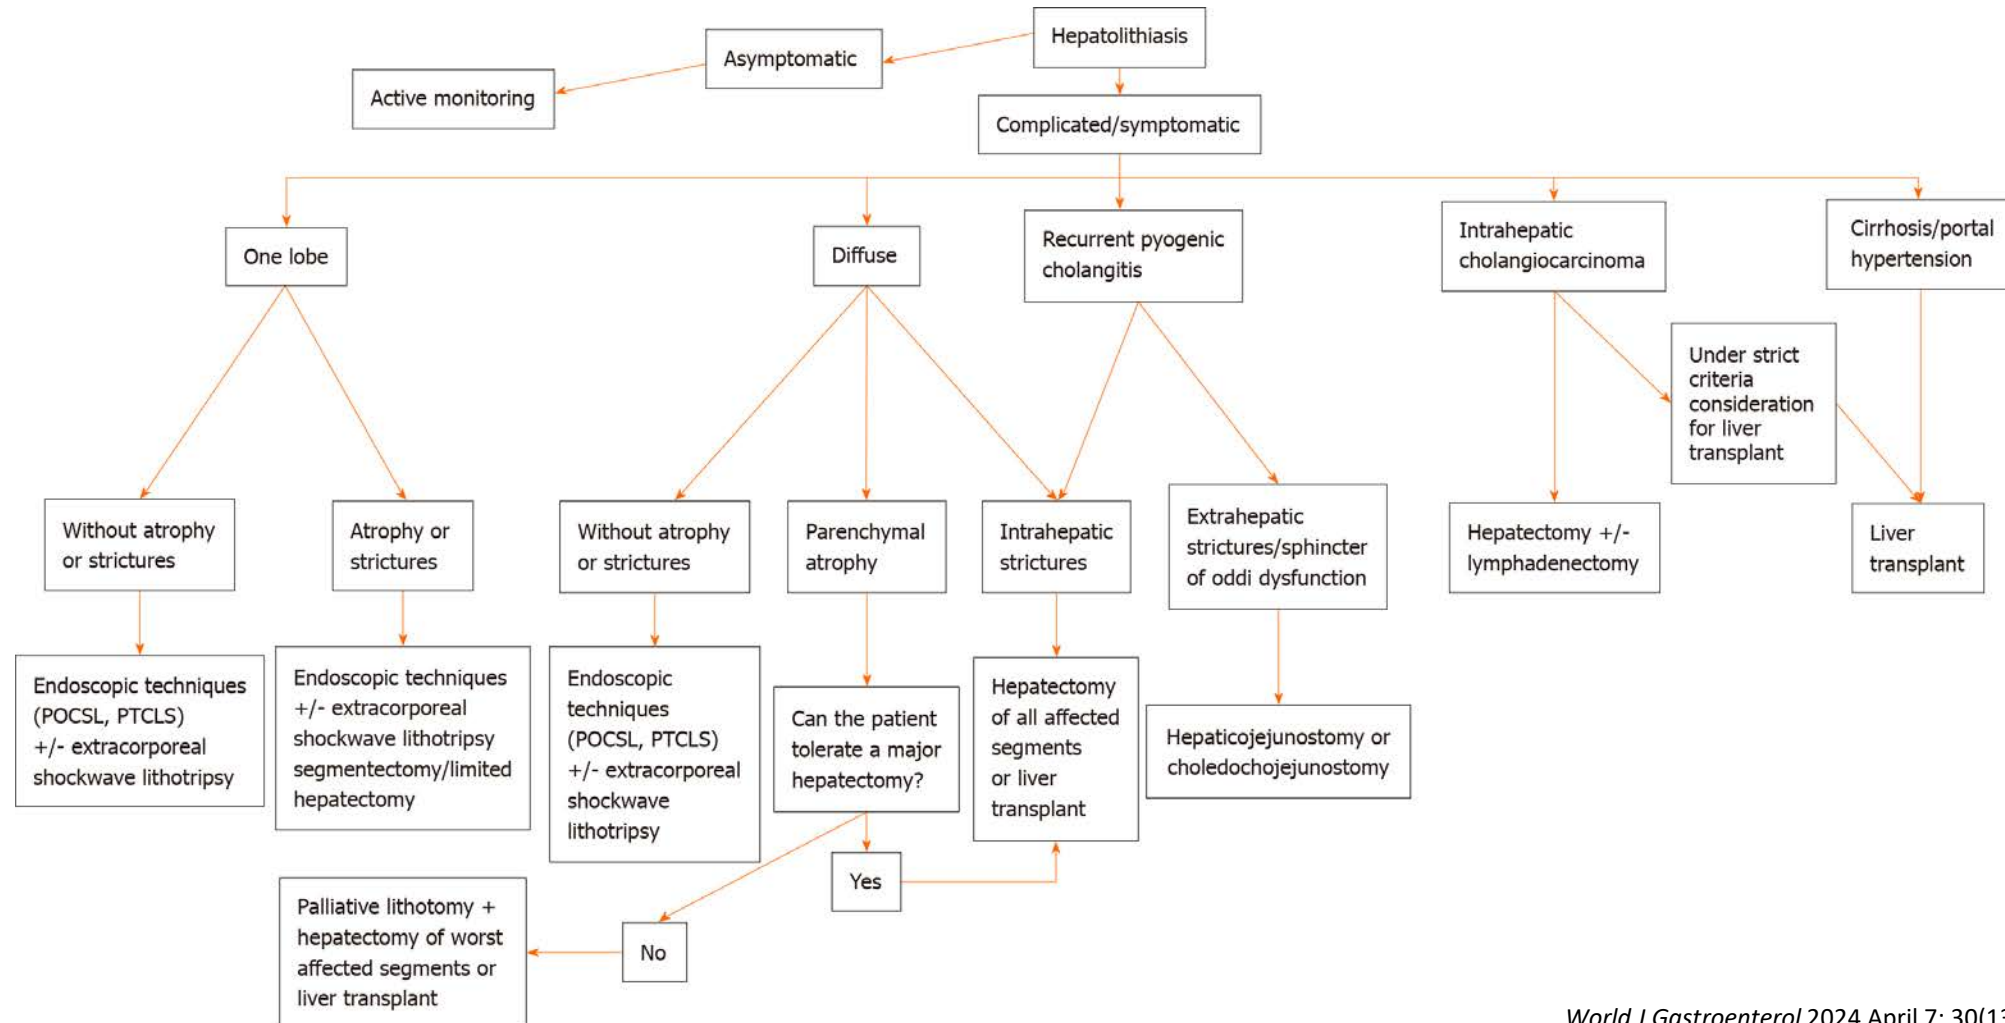 Hepatolithiasis
Asymptomatic
Active monitoring
Complicated/symptomatic
One lobe
Diffuse
Recurrent pyogenic
cholangitis
Intrahepatic
cholangiocarcinoma
Cirrhosis/portal
hypertension
Under strict
criteria
consideration
for liver
transplant
Without atrophy
or strictures
Atrophy or
strictures
Without atrophy
or strictures
Parenchymal
atrophy
Intrahepatic
strictures
Extrahepatic
strictures/sphincter
of oddi dysfunction
Hepatectomy +/-
lymphadenectomy
Liver
transplant
Endoscopic techniques
(POCSL, PTCLS)
+/- extracorporeal
shockwave lithotripsy
Endoscopic techniques
+/- extracorporeal
shockwave lithotripsy
segmentectomy/limited
hepatectomy
Endoscopic
techniques
(POCSL, PTCLS)
+/- extracorporeal
shockwave
lithotripsy
Can the patient
tolerate a major
hepatectomy?
Hepatectomy
of all affected
segments
or liver
transplant
Hepaticojejunostomy or
choledochojejunostomy
Yes
No
Palliative lithotomy +
hepatectomy of worst
affected segments or
liver transplant
World J Gastroenterol 2024 April 7; 30(13